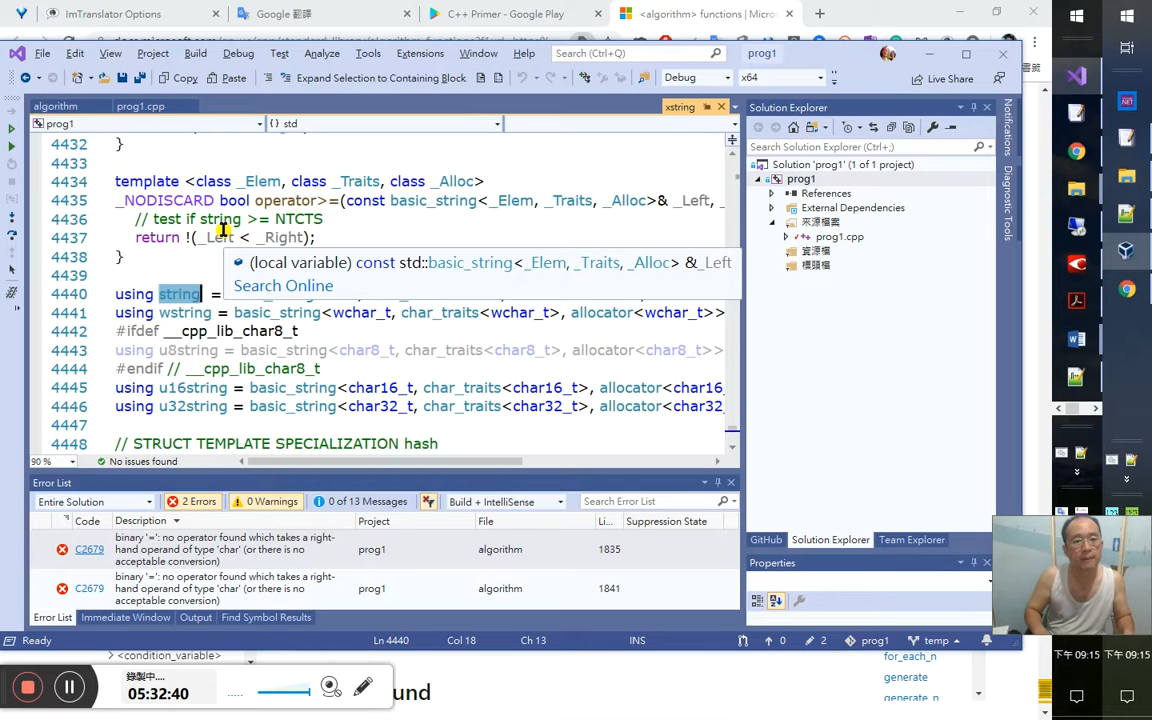 ImTranslator Options
Google 翻譯
C++ Primer - Google Play
<algorithm> functions | Micros
File Edit View Project Build Debug Test Analyze Tools Extensions Window Help Search (Ctrl+Q) prog1
Copy Paste Expand Selection to Containing Block Debug x64 Live Share
algorithm prog1.cpp xstring
prog1 std
4432 }
4433
4434 template <class _Elem, class _Traits, class _Alloc>
4435 _NODISCARD bool operator>=(const basic_string<_Elem, _Traits, _Alloc>& _Left, _
4436 // test if string >= NTCTS
4437 return !(_Left < _Right);
4438 }
(local variable) const std::basic_string<_Elem, _Traits, _Alloc> &_Left
Search Online
4439
4440 using string =
4441 using wstring = basic_string<wchar_t, char_traits<wchar_t>, allocator<wchar_t>>
4442 #ifdef __cpp_lib_char8_t
4443 using u8string = basic_string<char8_t, char_traits<char8_t>, allocator<char8_t>>
4444 #endif // __cpp_lib_char8_t
4445 using u16string = basic_string<char16_t, char_traits<char16_t>, allocator<char16_
4446 using u32string = basic_string<char32_t, char_traits<char32_t>, allocator<char32_
4447
4448 // STRUCT TEMPLATE SPECIALIZATION hash
90 % No issues found
Solution Explorer
Search Solution Explorer (Ctrl+;)
Solution 'prog1' (1 of 1 project)
prog1
References
External Dependencies
來源檔案
prog1.cpp
資源檔
標頭檔
Notifications
Diagnostic Tools
GitHub Solution Explorer Team Explorer
Properties
Error List
Entire Solution 2 Errors 0 Warnings 0 of 13 Messages Build + IntelliSense Search Error List
Code Description Project File Li... Suppression State
C2679 binary '=': no operator found which takes a right-hand operand of type 'char' (or there is no acceptable conversion) prog1 algorithm 1835
C2679 binary '=': no operator found which takes a right-hand operand of type 'char' (or there is no acceptable conversion) prog1 algorithm 1841
Error List Immediate Window Output Find Symbol Results
Ready Ln 4440 Col 18 Ch 13 INS 0 2 prog1 temp
<condition_variable>
錄製中....
05:32:40
ound
for_each_n
generate
generate_n
下午 09:15
下午 09:15